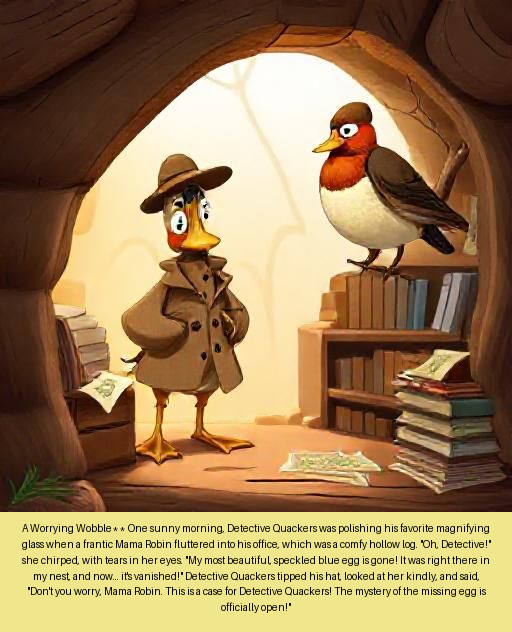 A Worrying Wobble** One sunny morning, Detective Quackers was polishing his favorite magnifying
glass when a frantic Mama Robin fluttered into his office, which was a comfy hollow log. "Oh, Detective!"
she chirped, with tears in her eyes. "My most beautiful, speckled blue egg is gone! It was right there in
my nest, and now... it's vanished!" Detective Quackers tipped his hat, looked at her kindly, and said,
"Don't you worry, Mama Robin. This is a case for Detective Quackers! The mystery of the missing egg is
officially open!"